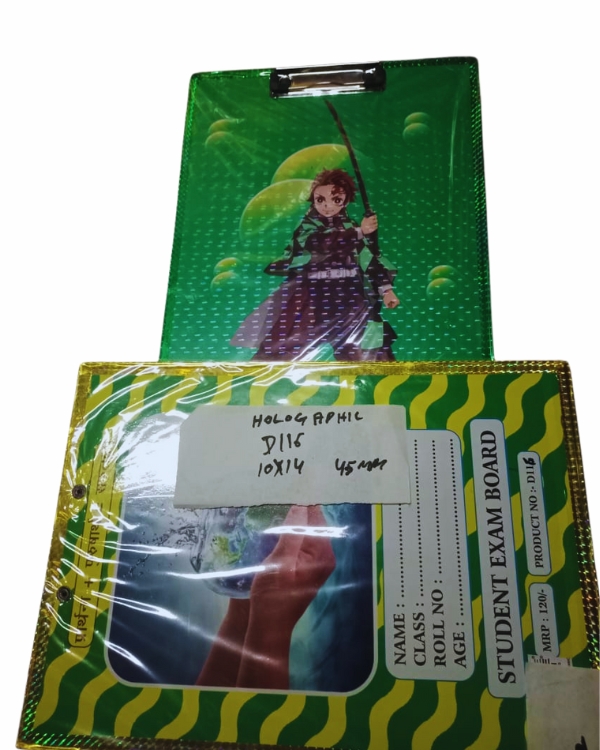 HOLOGAPHIC
D116
10X14 45MM
NAME :
CLASS :
ROLL NO :
AGE :
STUDENT EXAM BOARD
MRP : 120/-
PRODUCT NO :- D116